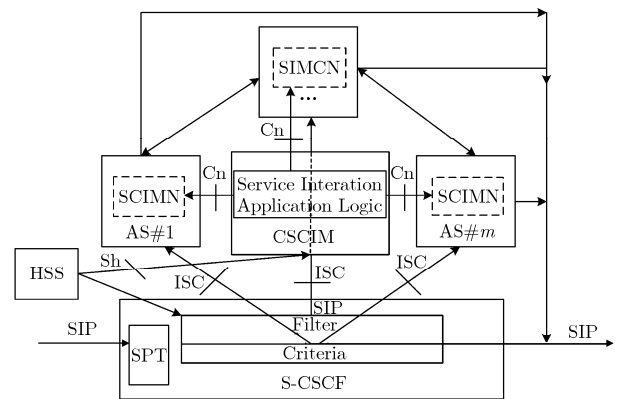 SIMCN
...
Cn
Cn
Cn
SCIMN
AS#1
Service Interation
Application Logic
CSCIM
SCIMN
AS#m
HSS
Sh
ISC
ISC
ISC
SIP
SIP
SPT
Filter
Criteria
S-CSCF
SIP